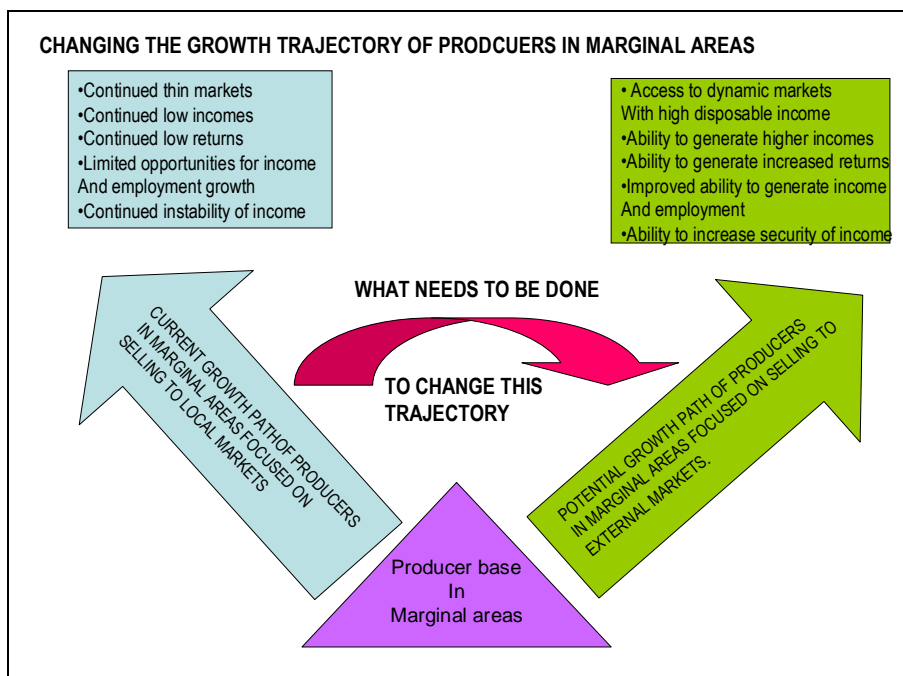 CHANGING THE GROWTH TRAJECTORY OF PRODCUERS IN MARGINAL AREAS
•Continued thin markets
•Continued low incomes
•Continued low returns
•Limited opportunities for income
And employment growth
•Continued instability of income
• Access to dynamic markets
With high disposable income
•Ability to generate higher incomes
•Ability to generate increased returns
•Improved ability to generate income
And employment
•Ability to increase security of income
WHAT NEEDS TO BE DONE
TO CHANGE THIS
TRAJECTORY
CURRENT GROWTH PATHOF PRODUCERS
IN MARGINAL AREAS FOCUSED ON
SELLING TO LOCAL MARKETS
POTENTIAL GROWTH PATH OF PRODUCERS
IN MARGINAL AREAS FOCUSED ON SELLING TO
EXTERNAL MARKETS.
Producer base
In
Marginal areas